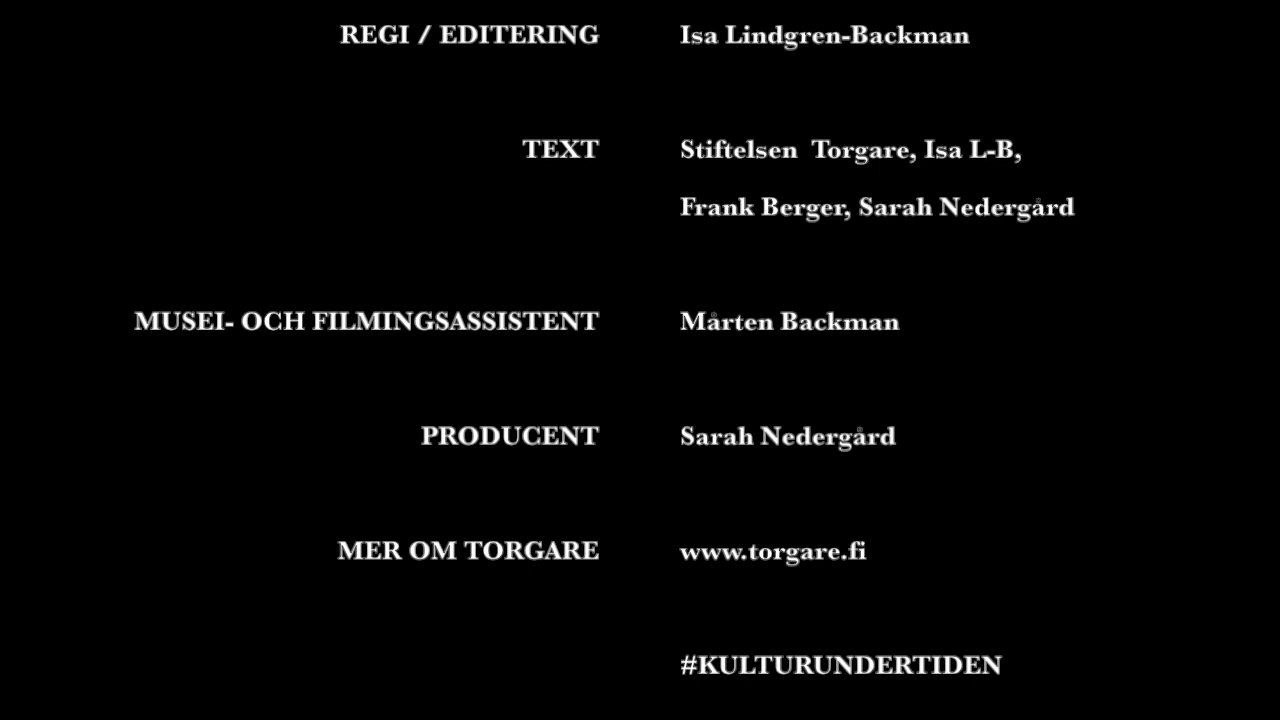 REGI / EDITERING Isa Lindgren-Backman
TEXT Stiftelsen Torgare, Isa L-B,
Frank Berger, Sarah Nedergård
MUSEI- OCH FILMINGSASSISTENT Mårten Backman
PRODUCENT Sarah Nedergård
MER OM TORGARE www.torgare.fi
#KULTURUNDERTIDEN